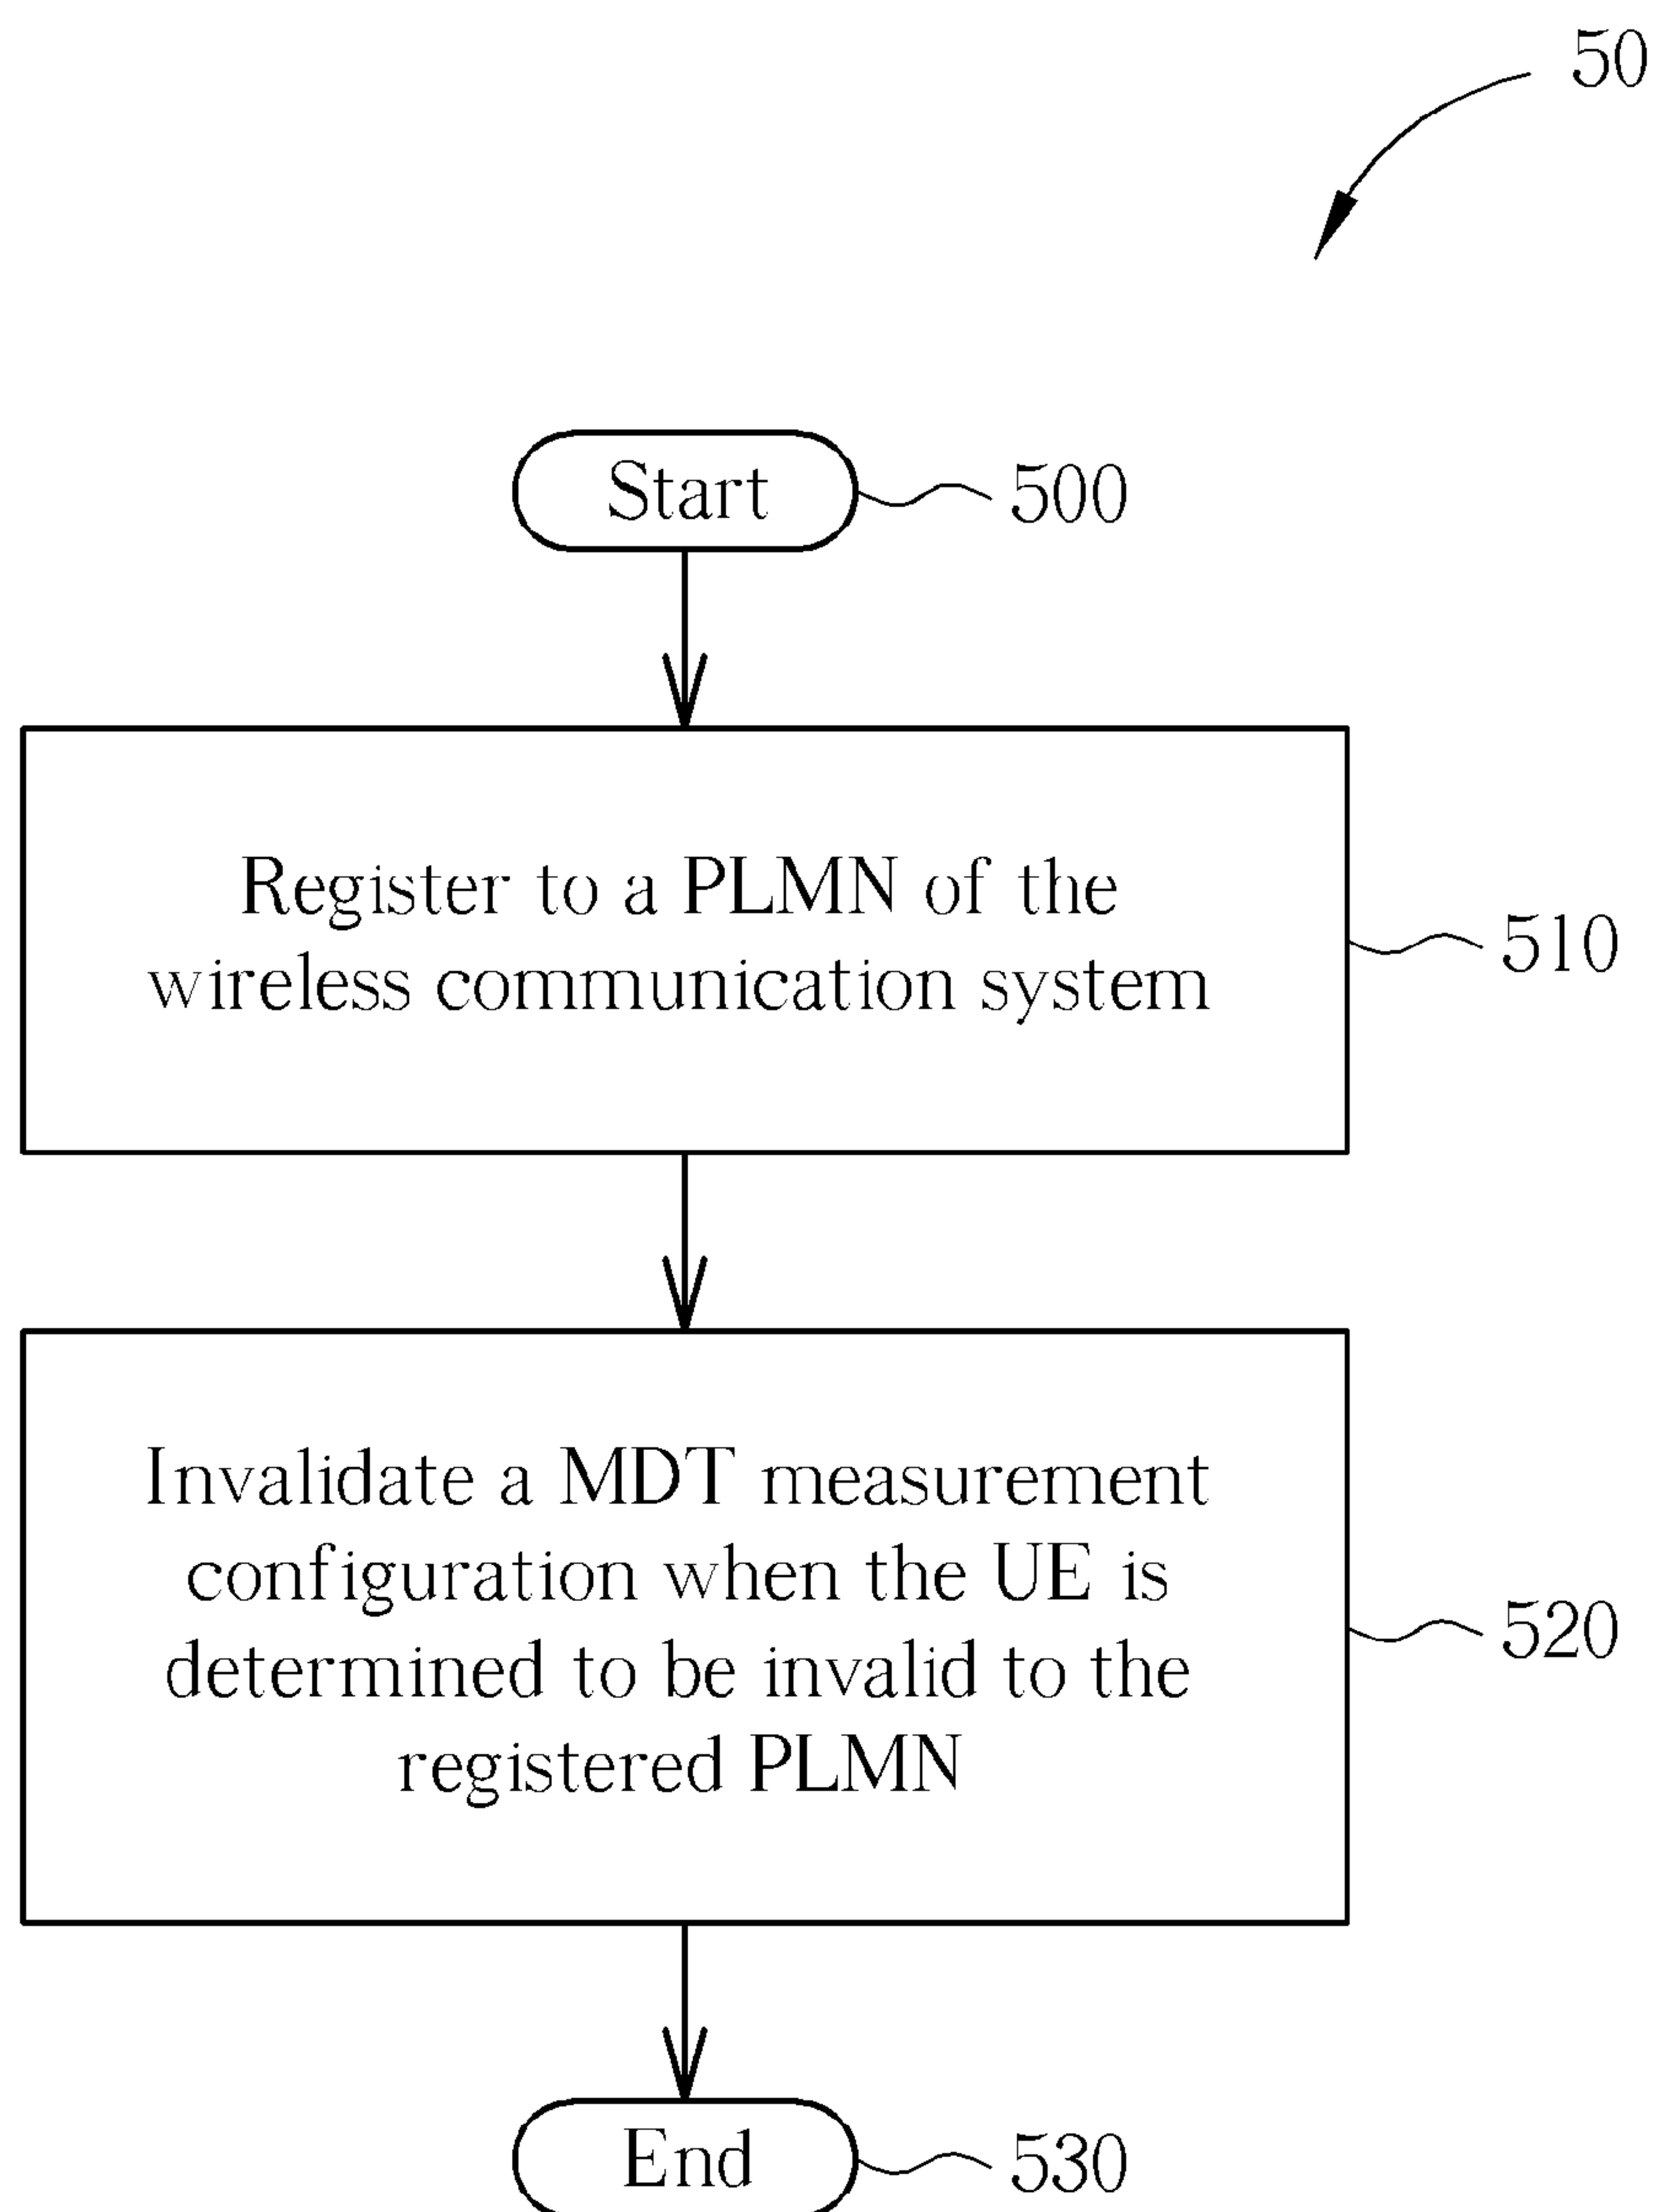 50
Start
500
Register to a PLMN of the
wireless communication system
510
Invalidate a MDT measurement
configuration when the UE is
determined to be invalid to the
registered PLMN
520
End
530